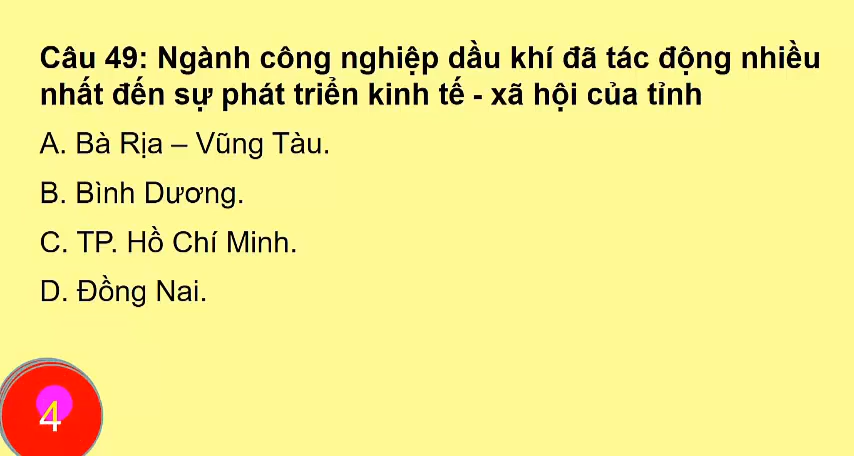 Câu 49: Ngành công nghiệp dầu khí đã tác động nhiều
nhất đến sự phát triển kinh tế - xã hội của tỉnh
A. Bà Rịa – Vũng Tàu.
B. Bình Dương.
C. TP. Hồ Chí Minh.
D. Đồng Nai.
4